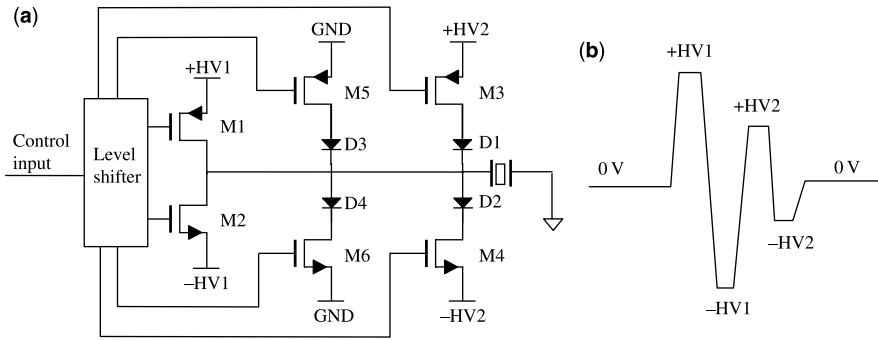 (a)
GND
+HV2
+HV1
M5
M3
M1
Control
input
Level
shifter
D3
D1
D4
D2
M2
M6
M4
–HV1
GND
–HV2
(b)
+HV1
+HV2
0 V
0 V
–HV2
–HV1